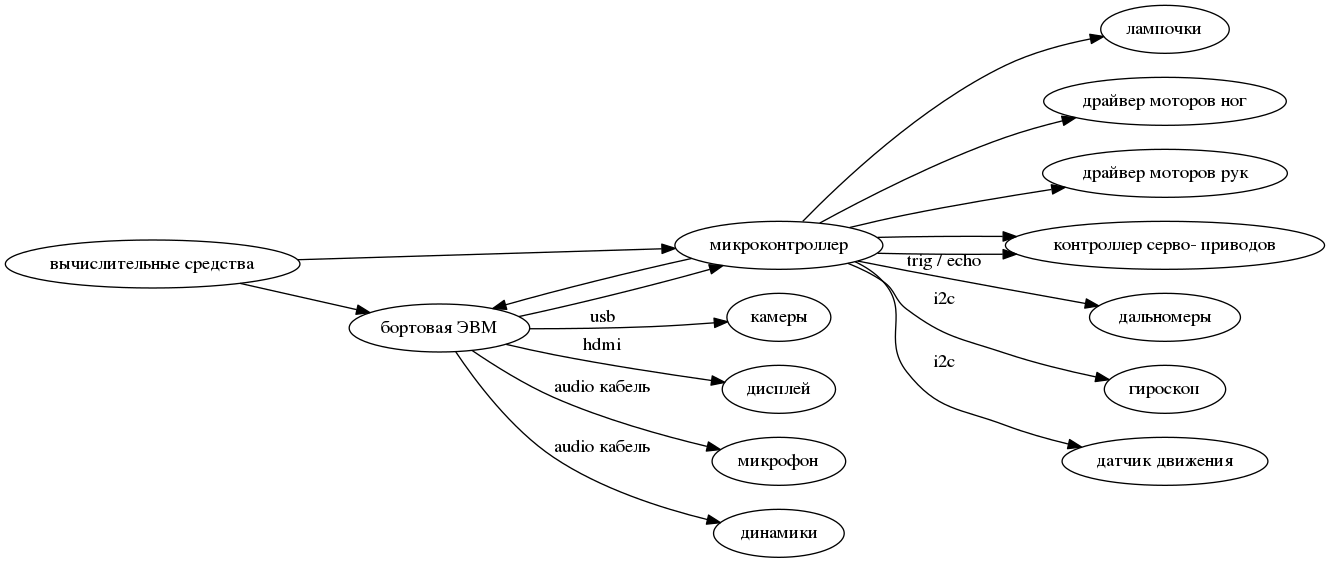 лампочки
драйвер моторов ног
драйвер моторов рук
вычислительные средства
микроконтроллер
контроллер серво- приводов
trig / echo
i2c
бортовая ЭВМ
usb
камеры
дальномеры
hdmi
i2c
audio кабель
дисплей
гироскоп
audio кабель
микрофон
датчик движения
динамики